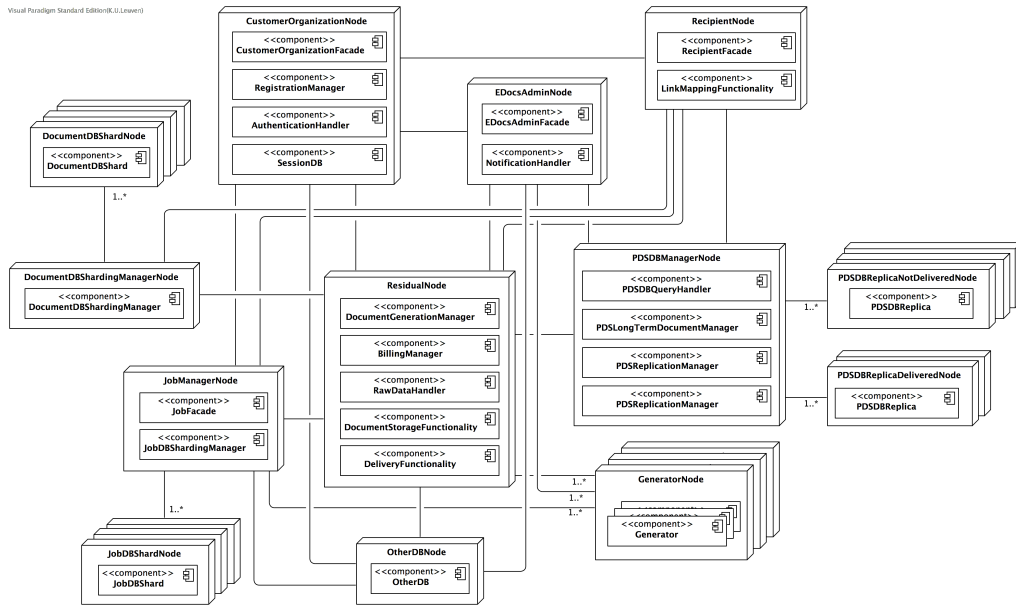 Visual Paradigm Standard Edition(K.U.Leuven)
CustomerOrganizationNode
<<component>>
CustomerOrganizationFacade
<<component>>
RegistrationManager
<<component>>
AuthenticationHandler
<<component>>
SessionDB
RecipientNode
<<component>>
RecipientFacade
<<component>>
LinkMappingFunctionality
EDocsAdminNode
<<component>>
EDocsAdminFacade
<<component>>
NotificationHandler
DocumentDBShardNode
<<component>>
DocumentDBShard
1..*
DocumentDBShardingManagerNode
<<component>>
DocumentDBShardingManager
ResidualNode
<<component>>
DocumentGenerationManager
<<component>>
BillingManager
<<component>>
RawDataHandler
<<component>>
DocumentStorageFunctionality
<<component>>
DeliveryFunctionality
PDSDBManagerNode
<<component>>
PDSDBQueryHandler
<<component>>
PDSLongTermDocumentManager
<<component>>
PDSReplicationManager
<<component>>
PDSReplicationManager
1..*
PDSDBReplicaNotDeliveredNode
<<component>>
PDSDBReplica
1..*
PDSDBReplicaDeliveredNode
<<component>>
PDSDBReplica
JobManagerNode
<<component>>
JobFacade
<<component>>
JobDBShardingManager
1..*
JobDBShardNode
<<component>>
JobDBShard
OtherDBNode
<<component>>
OtherDB
1..*
1..*
1..*
GeneratorNode
<<component>>
<<component>>
Generator